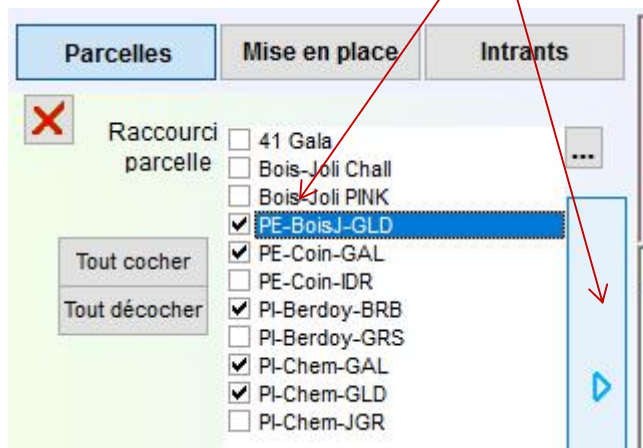 Parcelles Mise en place Intrants
Raccourci
parcelle
...
41 Gala
Bois-Joli Chall
Bois-Joli PINK
PE-BoisJ-GLD
PE-Coin-GAL
PE-Coin-IDR
PI-Berdoy-BRB
PI-Berdoy-GRS
PI-Chem-GAL
PI-Chem-GLD
PI-Chem-JGR
Tout cocher
Tout décocher